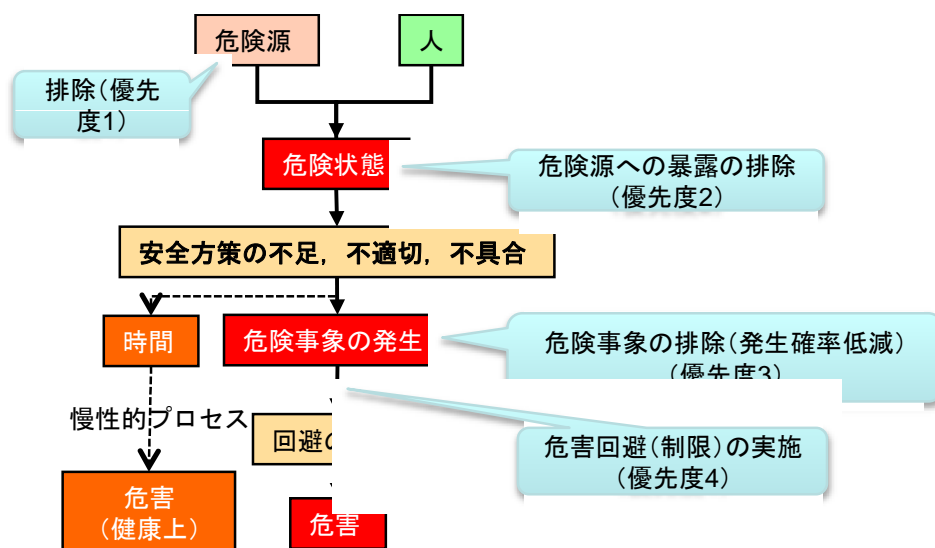 危険源
人
排除(優先
度1)
危険状態
危険源への暴露の排除
(優先度2)
安全方策の不足，不適切，不具合
時間
危険事象の発生
危険事象の排除(発生確率低減)
(優先度3)
慢性的プロセス
回避の
危害回避(制限)の実施
(優先度4)
危害
(健康上)
危害